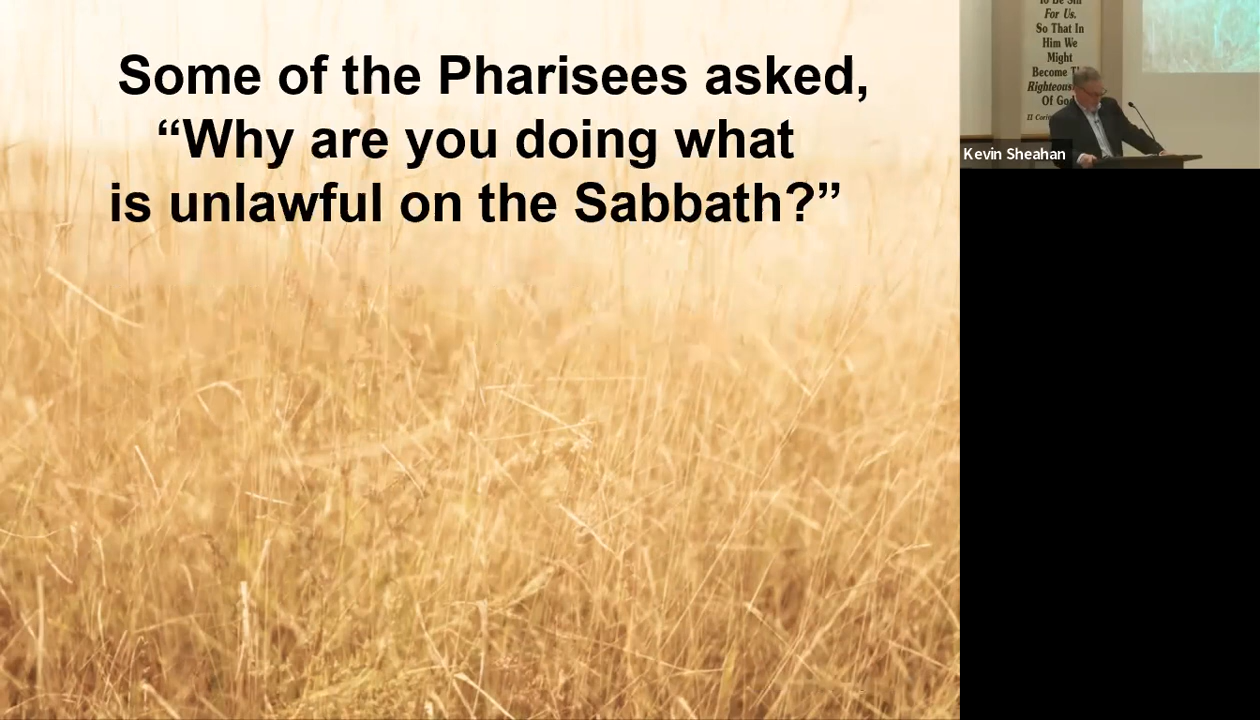 Some of the Pharisees asked,
“Why are you doing what
is unlawful on the Sabbath?”
For Us.
So That In
Him We
Might
Become
Of
II
Kevin Sheahan